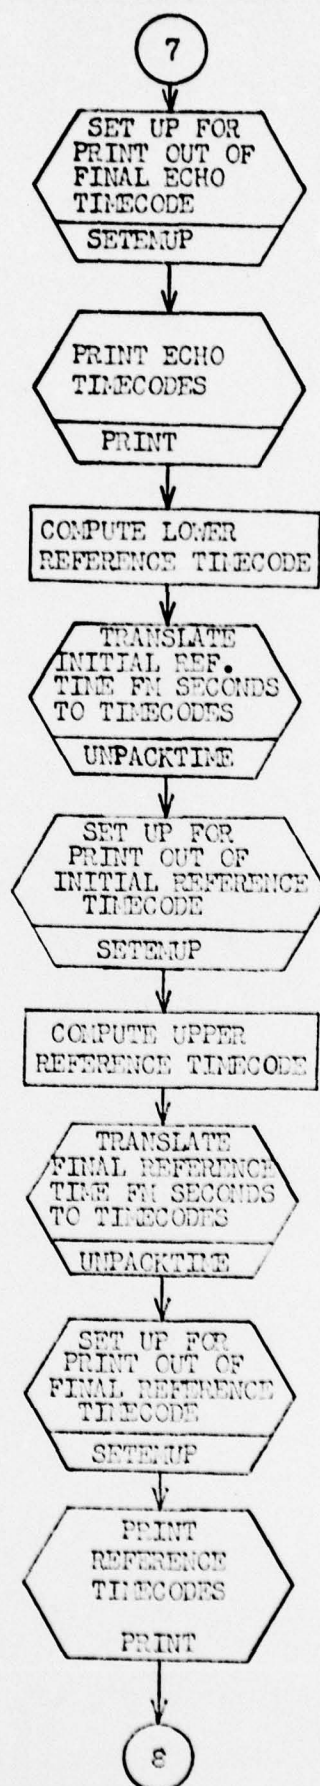 7
SET UP FOR
PRINT OUT OF
FINAL ECHO
TIMECODE
SETEMUP
PRINT ECHO
TIMECODES
PRINT
COMPUTE LOWER
REFERENCE TIMECODE
TRANSLATE
INITIAL REF.
TIME FM SECONDS
TO TIMECODES
UNPACKTIME
SET UP FOR
PRINT OUT OF
INITIAL REFERENCE
TIMECODE
SETEMUP
COMPUTE UPPER
REFERENCE TIMECODE
TRANSLATE
FINAL REFERENCE
TIME FM SECONDS
TO TIMECODES
UNPACKTIME
SET UP FOR
PRINT OUT OF
FINAL REFERENCE
TIMECODE
SETEMUP
PRINT
REFERENCE
TIMECODES
PRINT
8